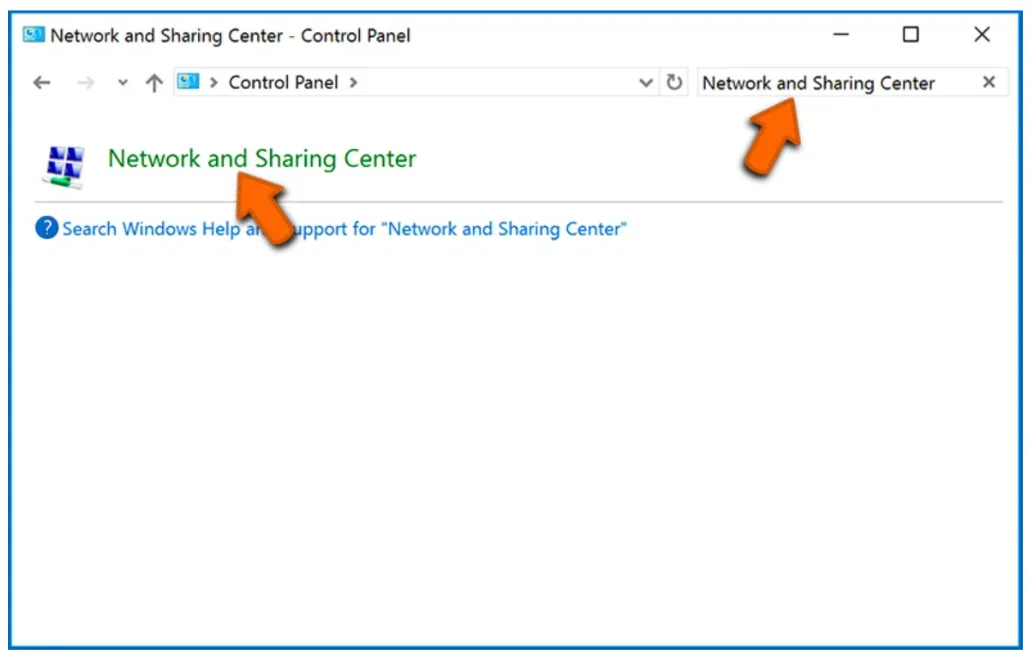 Network and Sharing Center - Control Panel
Control Panel
Network and Sharing Center
Network and Sharing Center
? Search Windows Help an upport for "Network and Sharing Center"